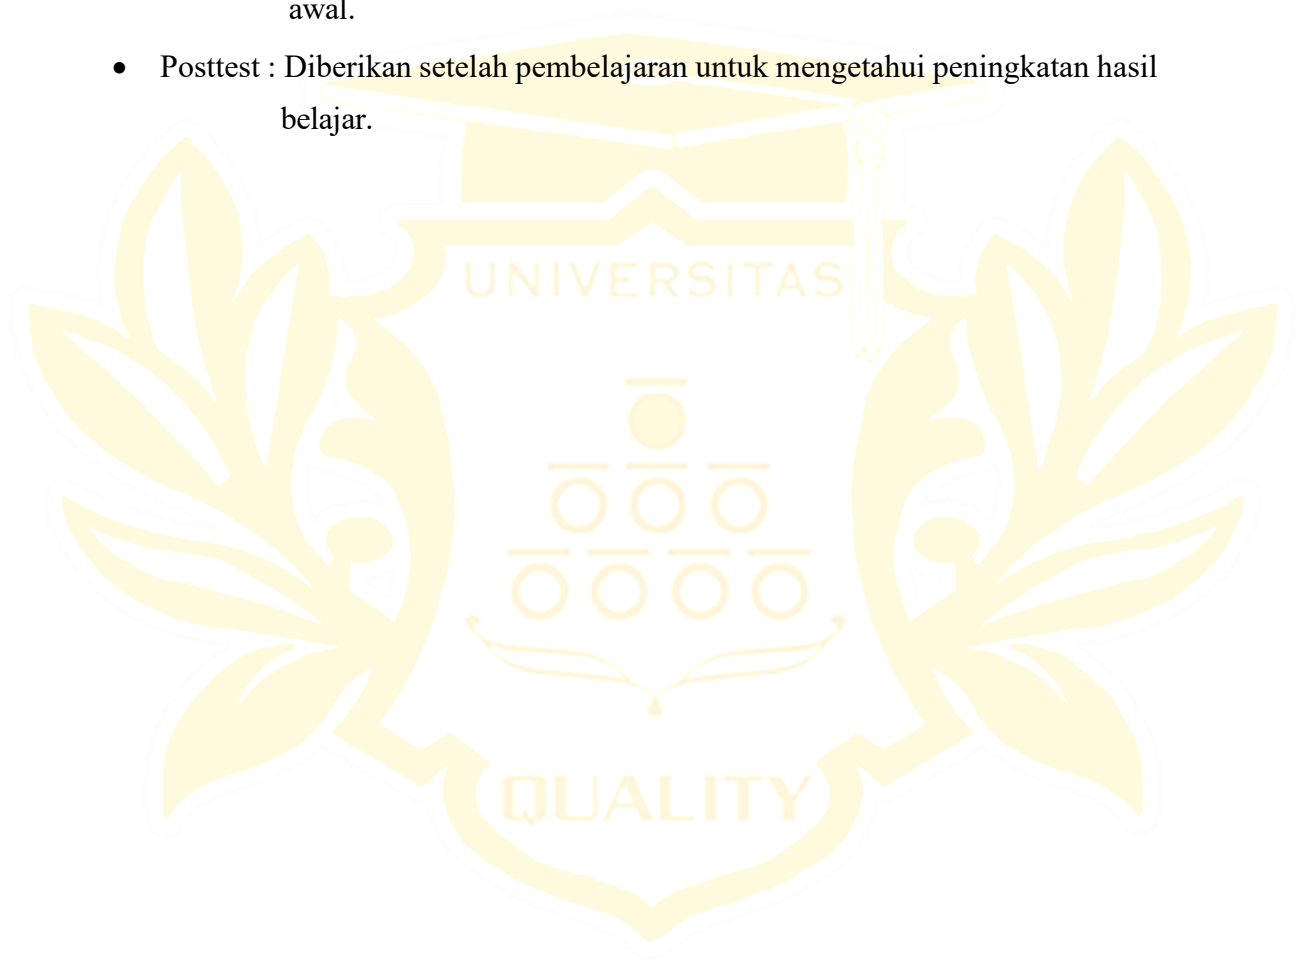 awal.
• Posttest : Diberikan setelah pembelajaran untuk mengetahui peningkatan hasil
belajar.
UNIVERSITAS
QUALITY